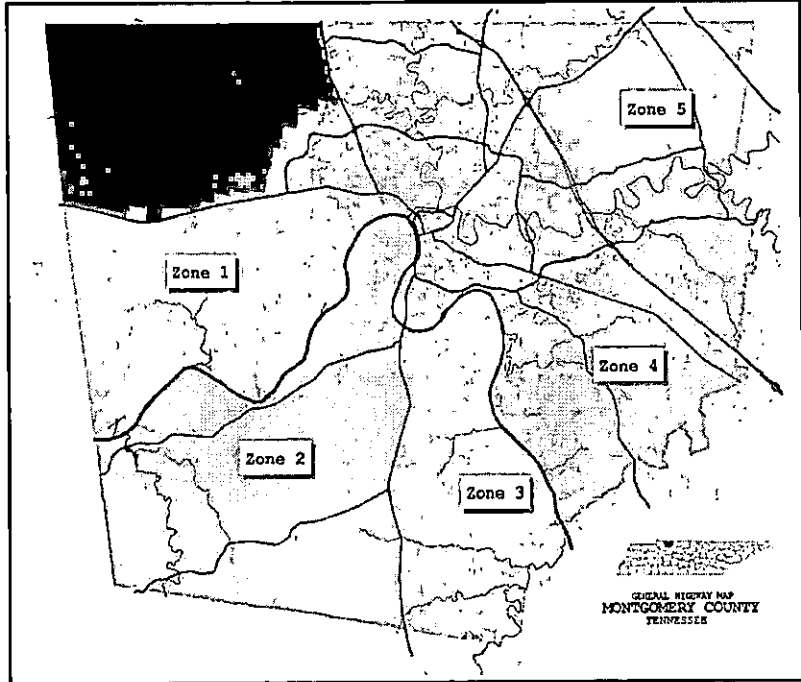 Zone 5
Zone 1
Zone 4
Zone 2
Zone 3
GENERAL HIGHWAY MAP
MONTGOMERY COUNTY
TENNESSEE